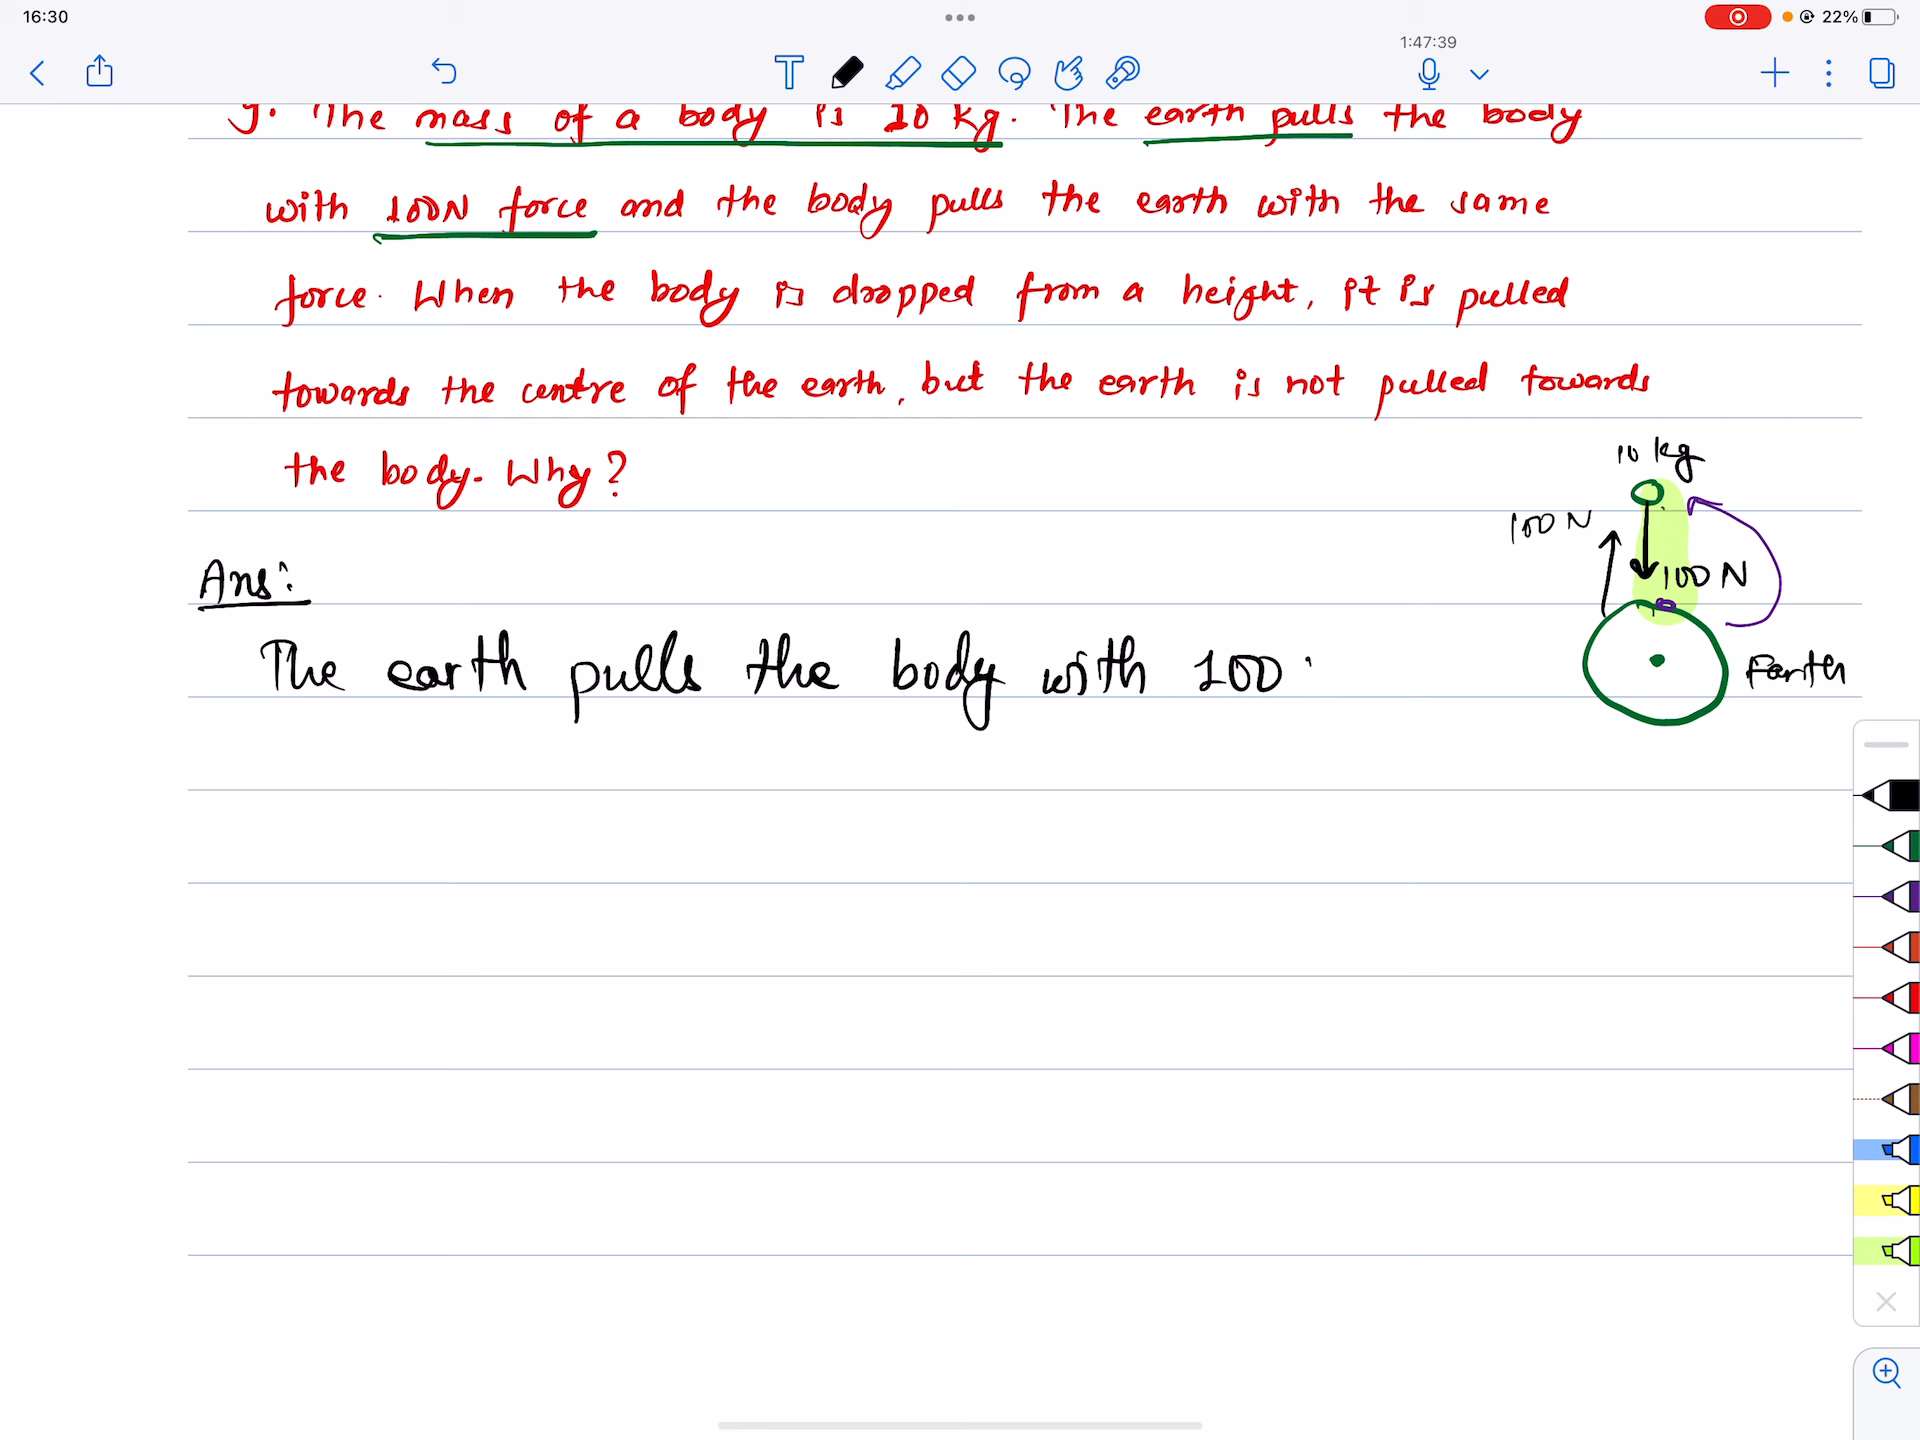 16:30
22%
1:47:39
The mass of a body is 10 kg. The earth pulls the body
with 100N force and the body pulls the earth with the same
force. When the body is dropped from a height, it is pulled
towards the centre of the earth, but the earth is not pulled towards
the body. Why?
10 kg
100 N
100 N
Ans:
The earth pulls the body with 100
Earth